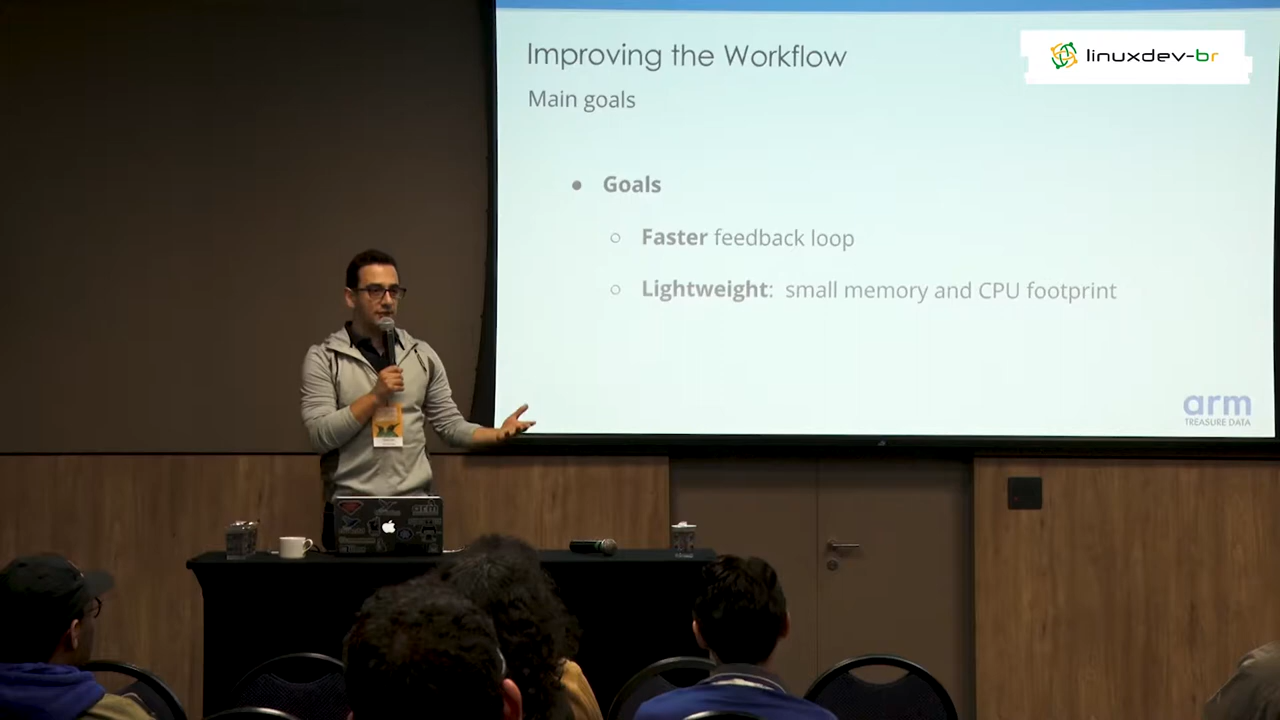 Improving the Workflow
linuxdev-br
Main goals
Goals
Faster feedback loop
Lightweight: small memory and CPU footprint
arm
TREASURE DATA
arm